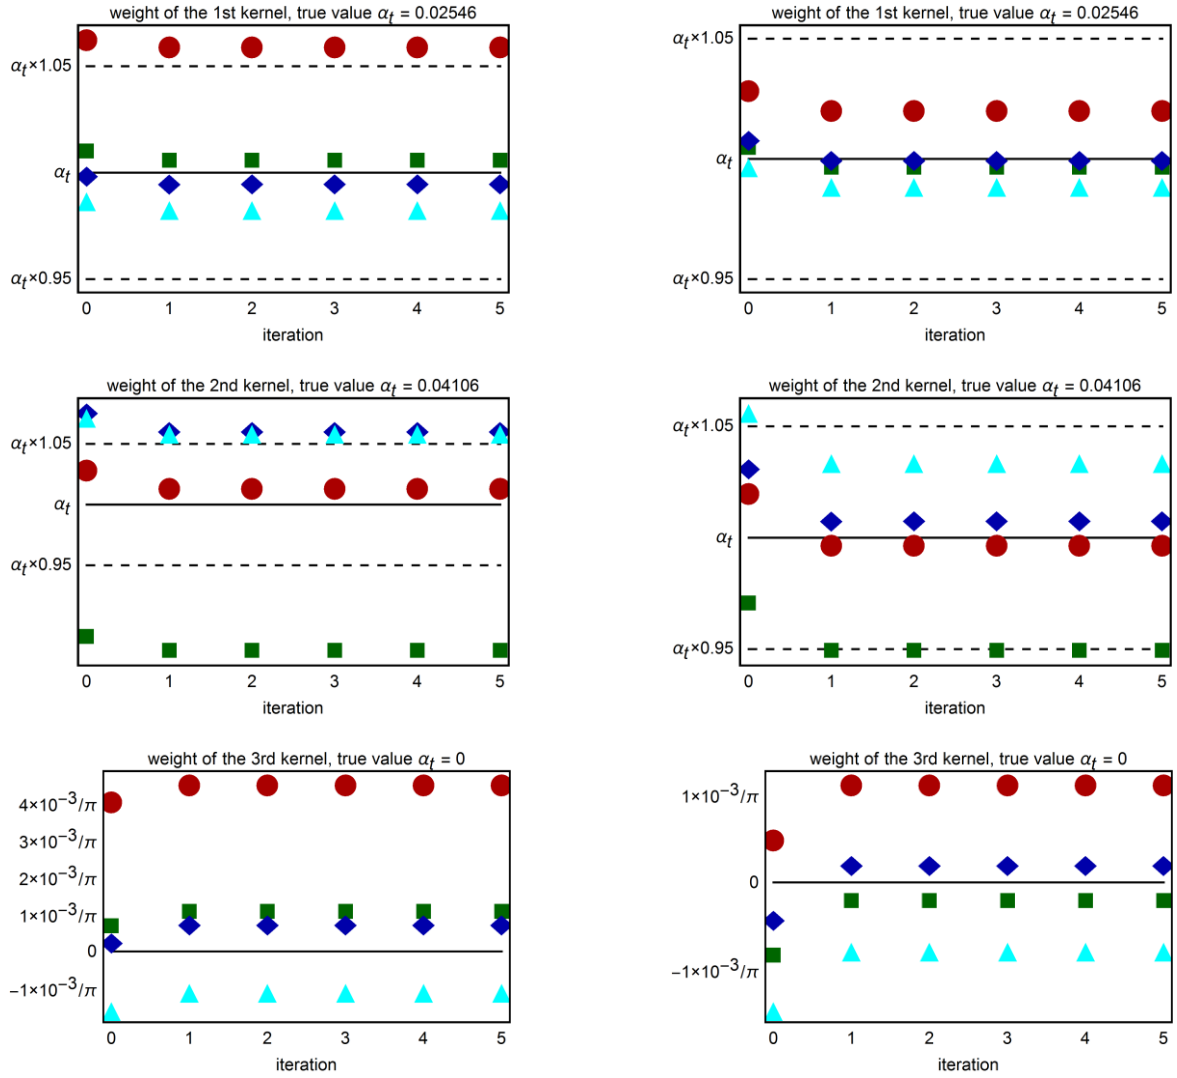 weight of the 1st kernel, true value αt = 0.02546
αt×1.05
αt
αt×0.95
0 1 2 3 4 5
iteration
weight of the 1st kernel, true value αt = 0.02546
αt×1.05
αt
αt×0.95
0 1 2 3 4 5
iteration
weight of the 2nd kernel, true value αt = 0.04106
αt×1.05
αt
αt×0.95
0 1 2 3 4 5
iteration
weight of the 2nd kernel, true value αt = 0.04106
αt×1.05
αt
αt×0.95
0 1 2 3 4 5
iteration
weight of the 3rd kernel, true value αt = 0
4×10⁻³/π
3×10⁻³/π
2×10⁻³/π
1×10⁻³/π
0
−1×10⁻³/π
0 1 2 3 4 5
iteration
weight of the 3rd kernel, true value αt = 0
1×10⁻³/π
0
−1×10⁻³/π
0 1 2 3 4 5
iteration